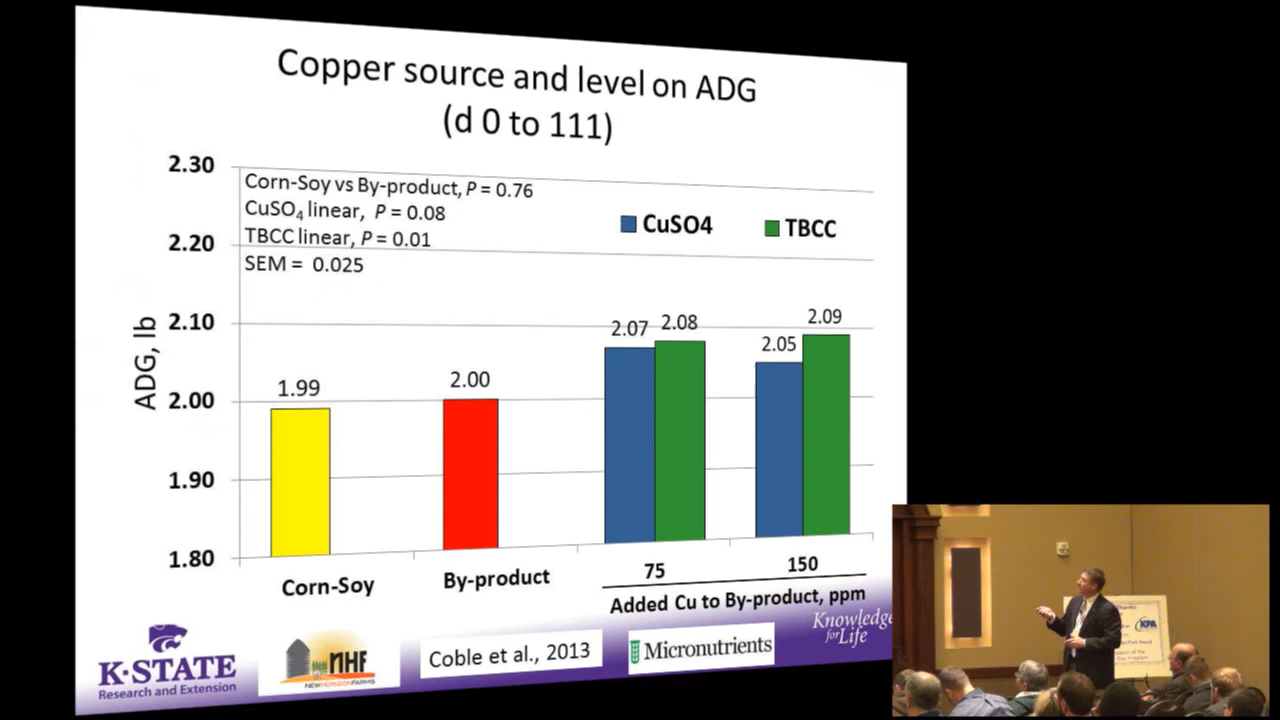 Copper source and level on ADG
(d 0 to 111)
2.30
2.20
2.10
2.00
1.90
1.80
ADG, lb
Corn-Soy vs By-product, P = 0.76
CuSO4 linear, P = 0.08
TBCC linear, P = 0.01
SEM = 0.025
CuSO4
TBCC
1.99
2.00
2.07
2.08
2.05
2.09
Corn-Soy
By-product
75
150
Added Cu to By-product, ppm
K-STATE
Research and Extension
NHF
NEWHORIZONFARMS
Coble et al., 2013
Micronutrients
Knowledge
for Life
Thanks
KPA